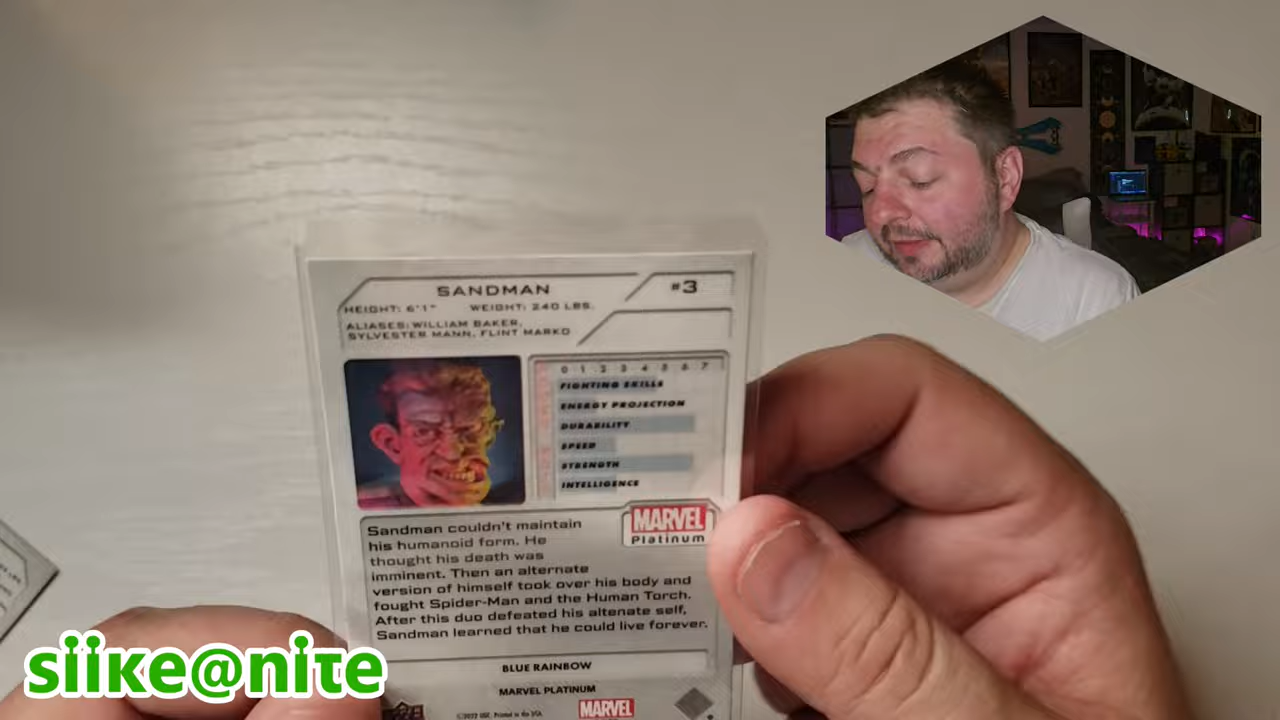 SANDMAN
#3
HEIGHT: 6'1" WEIGHT: 240 LBS.
ALIASES: WILLIAM BAKER,
SYLVESTER MANN, FLINT MARKO
0 1 2 3 4 5 6 7
FIGHTING SKILLS
ENERGY PROJECTION
DURABILITY
SPEED
STRENGTH
INTELLIGENCE
MARVEL
Platinum
Sandman couldn't maintain
his humanoid form. He
thought his death was
imminent. Then an alternate
version of himself took over his body and
fought Spider-Man and the Human Torch.
After this duo defeated his altenate self,
Sandman learned that he could live forever.
BLUE RAINBOW
MARVEL PLATINUM
MARVEL
siike@nite